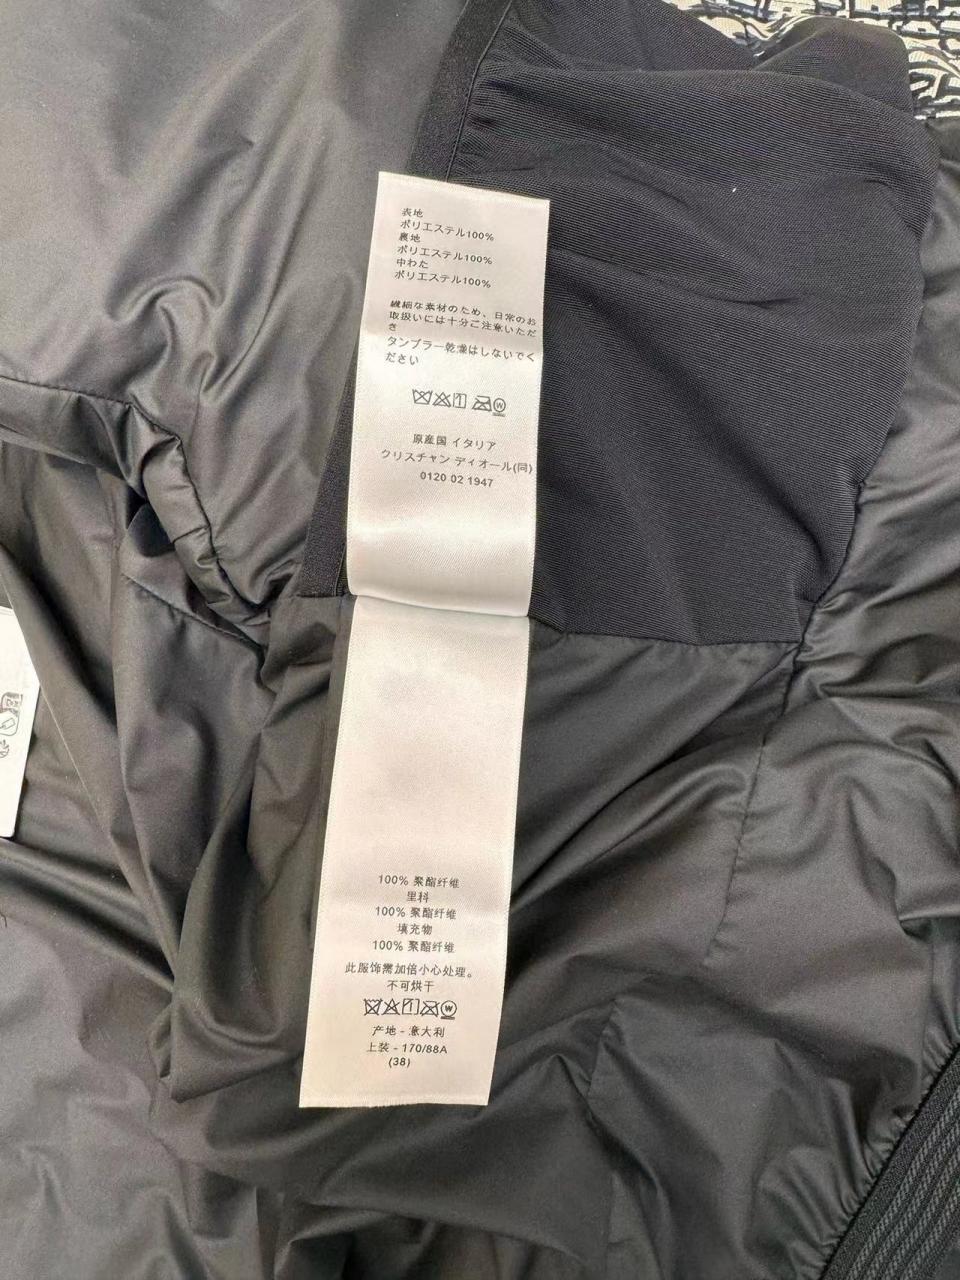 表地
ポリエステル100%
裏地
ポリエステル100%
中わた
ポリエステル100%
繊細な素材のため、日常のお
取扱いには十分ご注意いただ
き
タンブラー乾燥はしないでく
ださい
W
原産国 イタリア
クリスチャン ディオール(同)
0120 02 1947
100% 聚酯纤维
里料
100% 聚酯纤维
填充物
100% 聚酯纤维
此服饰需加倍小心处理。
不可烘干
W
产地 - 意大利
上装 - 170/88A
(38)